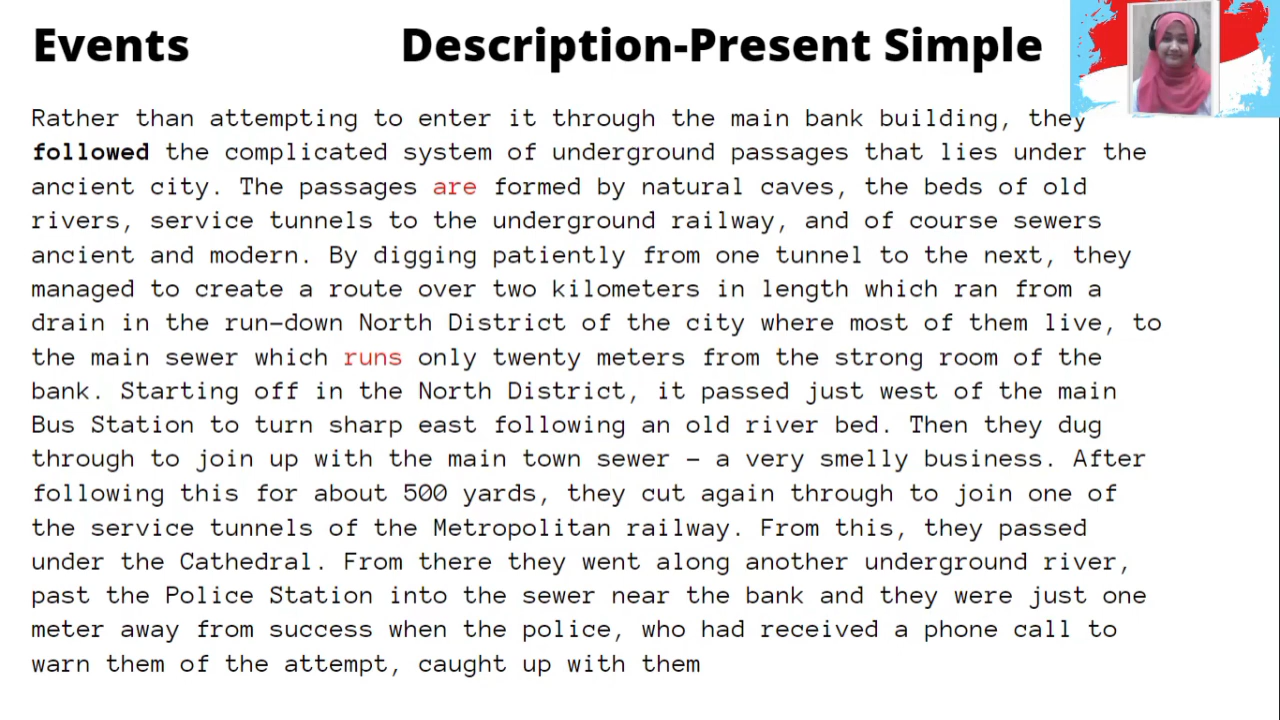 Events Description-Present Simple
Rather than attempting to enter it through the main bank building, they
followed the complicated system of underground passages that lies under the
ancient city. The passages are formed by natural caves, the beds of old
rivers, service tunnels to the underground railway, and of course sewers
ancient and modern. By digging patiently from one tunnel to the next, they
managed to create a route over two kilometers in length which ran from a
drain in the run-down North District of the city where most of them live, to
the main sewer which runs only twenty meters from the strong room of the
bank. Starting off in the North District, it passed just west of the main
Bus Station to turn sharp east following an old river bed. Then they dug
through to join up with the main town sewer - a very smelly business. After
following this for about 500 yards, they cut again through to join one of
the service tunnels of the Metropolitan railway. From this, they passed
under the Cathedral. From there they went along another underground river,
past the Police Station into the sewer near the bank and they were just one
meter away from success when the police, who had received a phone call to
warn them of the attempt, caught up with them